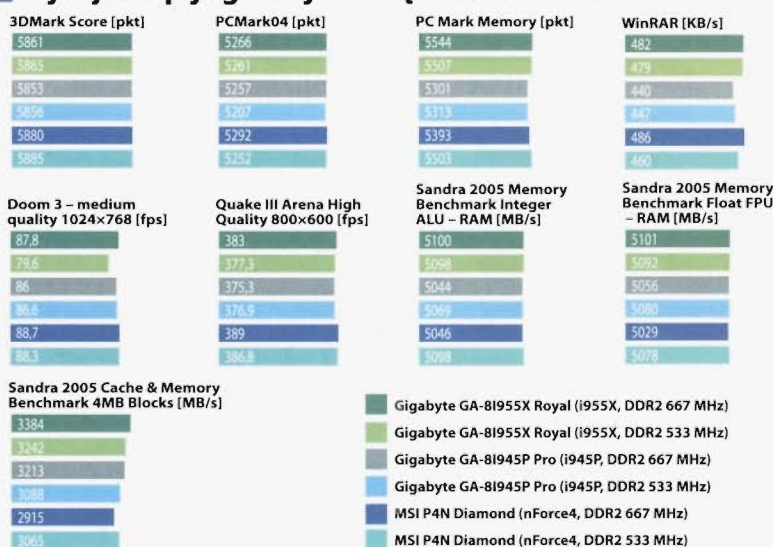 3DMark Score [pkt]
5861
5865
5853
5856
5880
5885
PCMark04 [pkt]
5266
5261
5257
5207
5292
5252
PC Mark Memory [pkt]
5544
5507
5301
5313
5393
5503
WinRAR [KB/s]
482
479
440
447
486
460
Doom 3 – medium
quality 1024×768 [fps]
87,8
79,6
86
86,6
88,7
88,3
Quake III Arena High
Quality 800×600 [fps]
383
377,3
375,3
376,9
389
386,8
Sandra 2005 Memory
Benchmark Integer
ALU – RAM [MB/s]
5100
5098
5044
5069
5046
5098
Sandra 2005 Memory
Benchmark Float FPU
– RAM [MB/s]
5101
5092
5056
5080
5029
5078
Sandra 2005 Cache & Memory
Benchmark 4MB Blocks [MB/s]
3384
3242
3213
3088
2915
3065
Gigabyte GA-8I955X Royal (i955X, DDR2 667 MHz)
Gigabyte GA-8I955X Royal (i955X, DDR2 533 MHz)
Gigabyte GA-8I945P Pro (i945P, DDR2 667 MHz)
Gigabyte GA-8I945P Pro (i945P, DDR2 533 MHz)
MSI P4N Diamond (nForce4, DDR2 667 MHz)
MSI P4N Diamond (nForce4, DDR2 533 MHz)